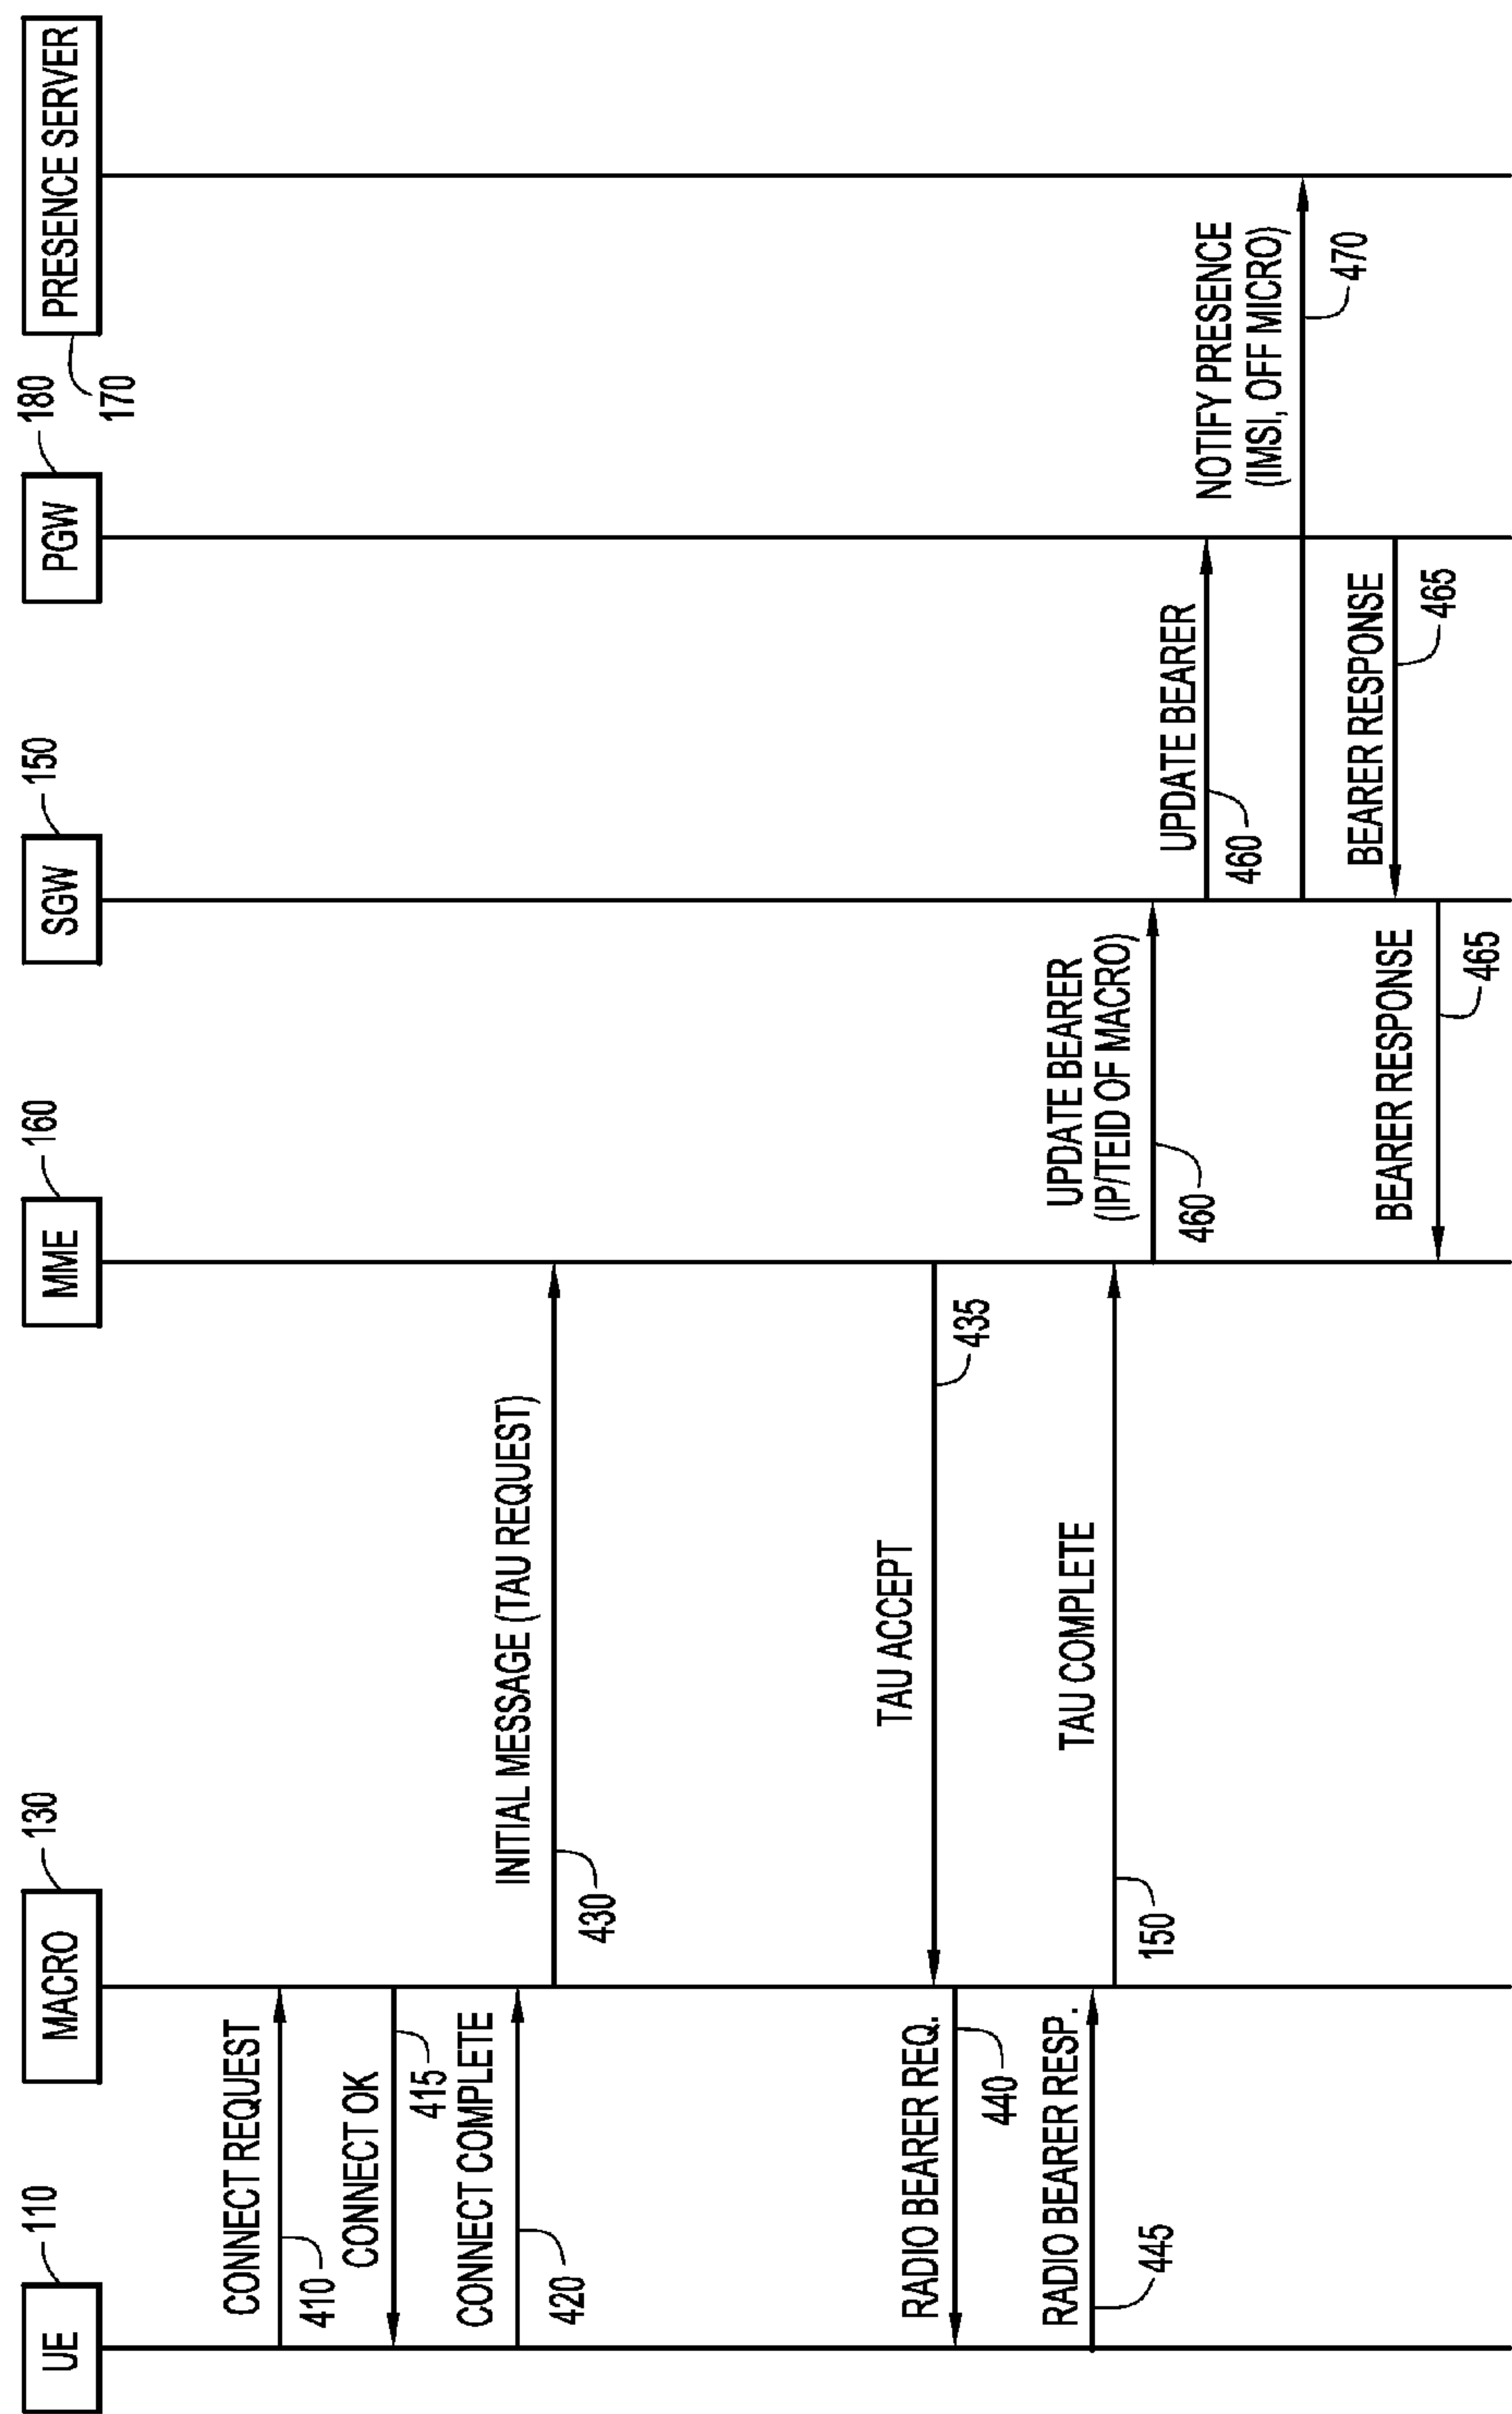 UE
110
MACRO
130
MME
160
SGW
150
PGW
180
PRESENCE SERVER
170
CONNECT REQUEST
410
CONNECT OK
415
CONNECT COMPLETE
420
INITIAL MESSAGE (TAU REQUEST)
430
TAU ACCEPT
435
RADIO BEARER REQ.
440
RADIO BEARER RESP.
445
TAU COMPLETE
150
UPDATE BEARER
(IP/TEID OF MACRO)
460
UPDATE BEARER
460
NOTIFY PRESENCE
(IMSI, OFF MICRO)
470
BEARER RESPONSE
465
BEARER RESPONSE
465